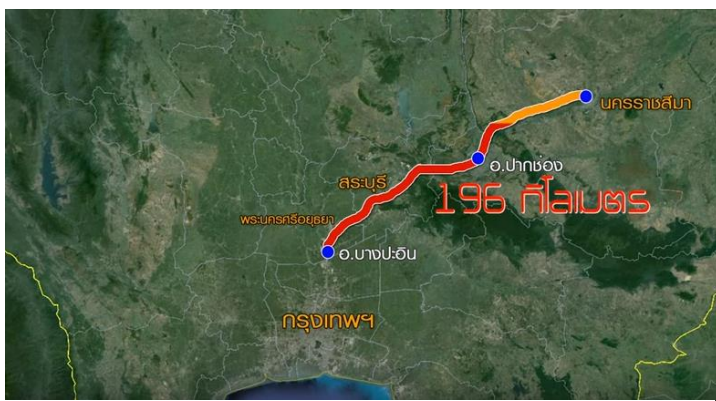 นครราชสีมา
อ.ปากช่อง
สระบุรี
196 กิโลเมตร
พระนครศรีอยุธยา
อ.บางปะอิน
กรุงเทพฯ